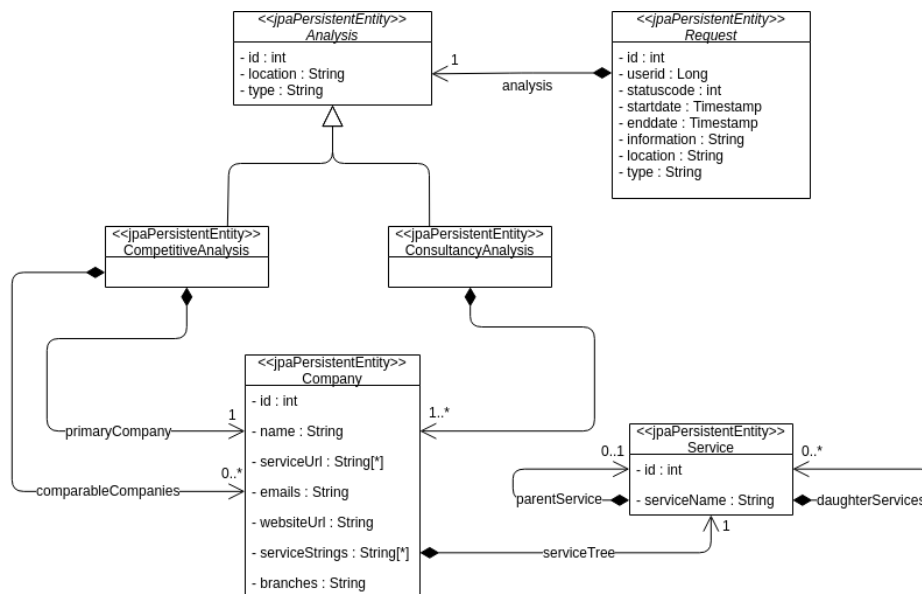 <<jpaPersistentEntity>>
Analysis
- id : int
- location : String
- type : String
<<jpaPersistentEntity>>
Request
- id : int
- userid : Long
- statuscode : int
- startdate : Timestamp
- enddate : Timestamp
- information : String
- location : String
- type : String
1
analysis
<<jpaPersistentEntity>>
CompetitiveAnalysis
<<jpaPersistentEntity>>
ConsultancyAnalysis
<<jpaPersistentEntity>>
Company
- id : int
- name : String
- serviceUrl : String[*]
- emails : String
- websiteUrl : String
- serviceStrings : String[*]
- branches : String
1
primaryCompany
0..*
comparableCompanies
1..*
<<jpaPersistentEntity>>
Service
- id : int
- serviceName : String
0..1
parentService
0..*
daughterServices
1
serviceTree